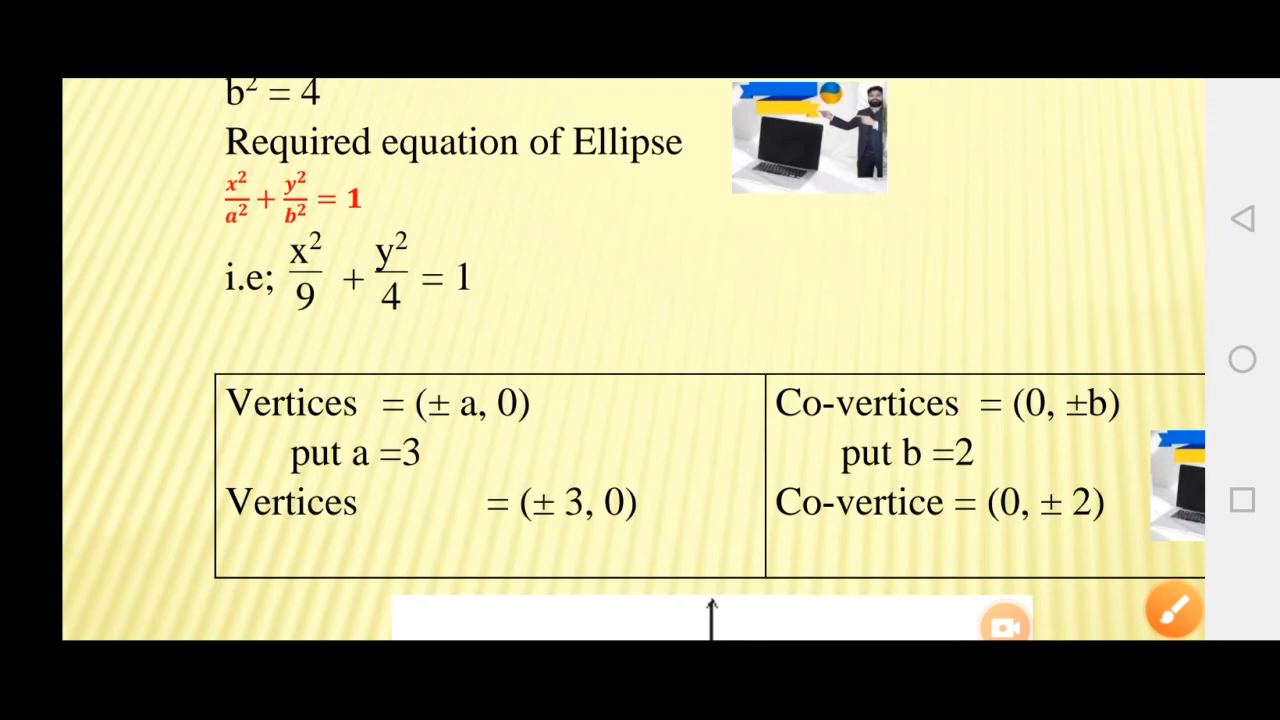 b² = 4
Required equation of Ellipse
x²/a² + y²/b² = 1
i.e; x²/9 + y²/4 = 1
Vertices = (± a, 0)
put a =3
Vertices = (± 3, 0)
Co-vertices = (0, ±b)
put b =2
Co-vertice = (0, ± 2)